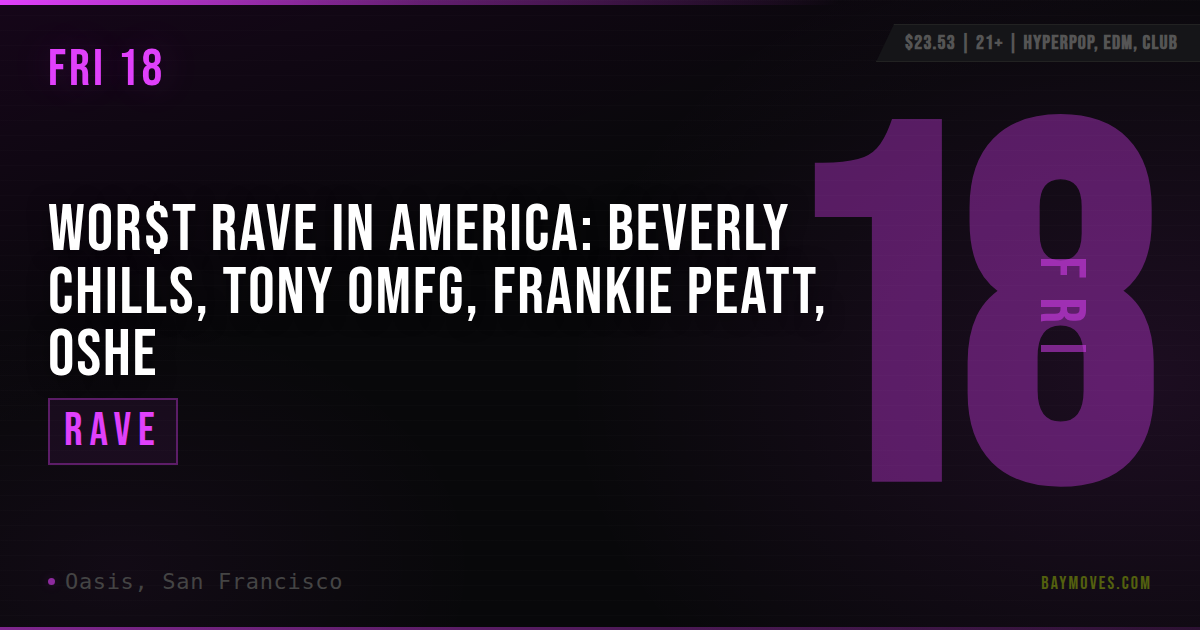 FRI 18
$23.53 | 21+ | HYPERPOP, EDM, CLUB
18
FRI
WOR$T RAVE IN AMERICA: BEVERLY
CHILLS, TONY OMFG, FRANKIE PEATT,
OSHE
RAVE
Oasis, San Francisco
BAYMOVES.COM